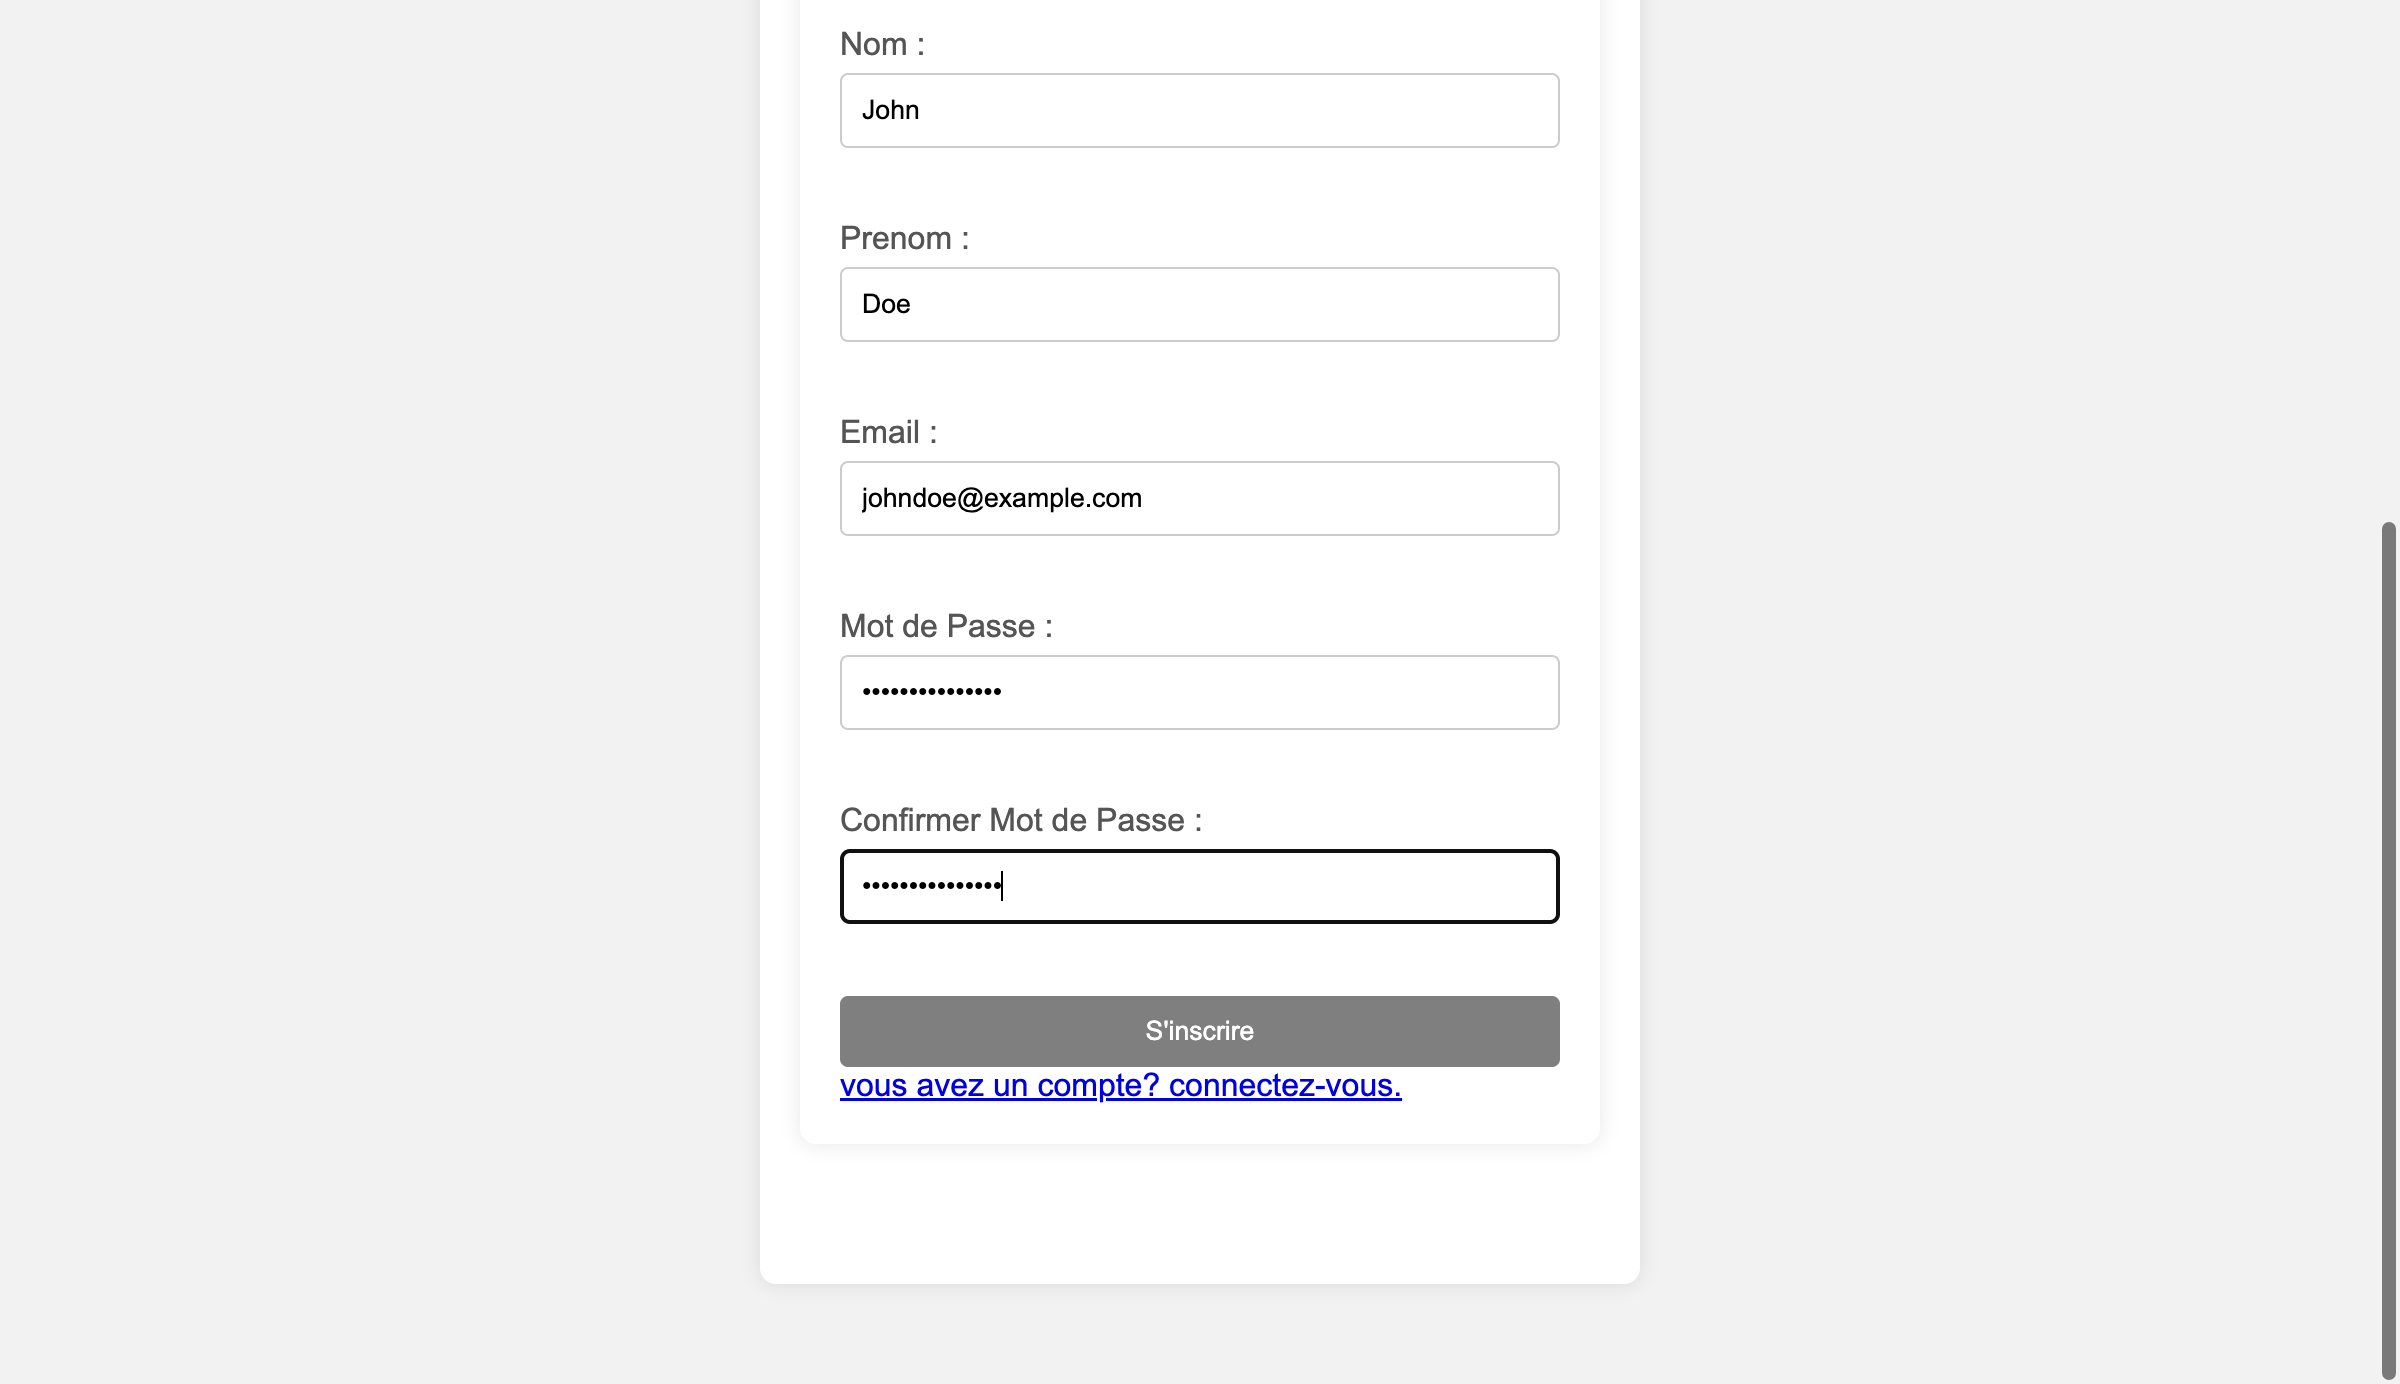 Nom :
John
Prenom :
Doe
Email :
johndoe@example.com
Mot de Passe :
•••••••••••••••
Confirmer Mot de Passe :
•••••••••••••••
S'inscrire
vous avez un compte? connectez-vous.